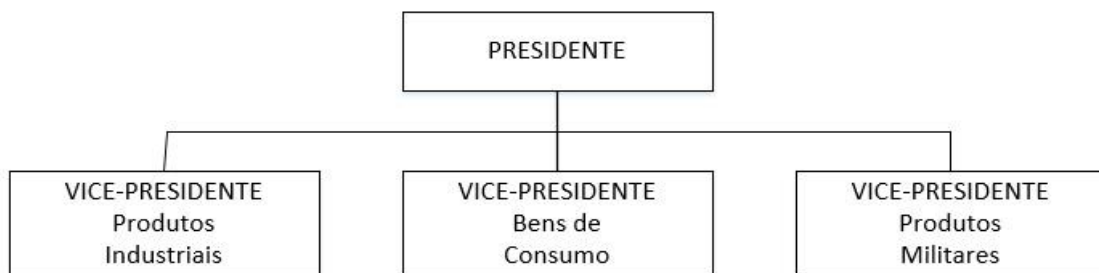 PRESIDENTE
VICE-PRESIDENTE
Produtos
Industriais
VICE-PRESIDENTE
Bens de
Consumo
VICE-PRESIDENTE
Produtos
Militares